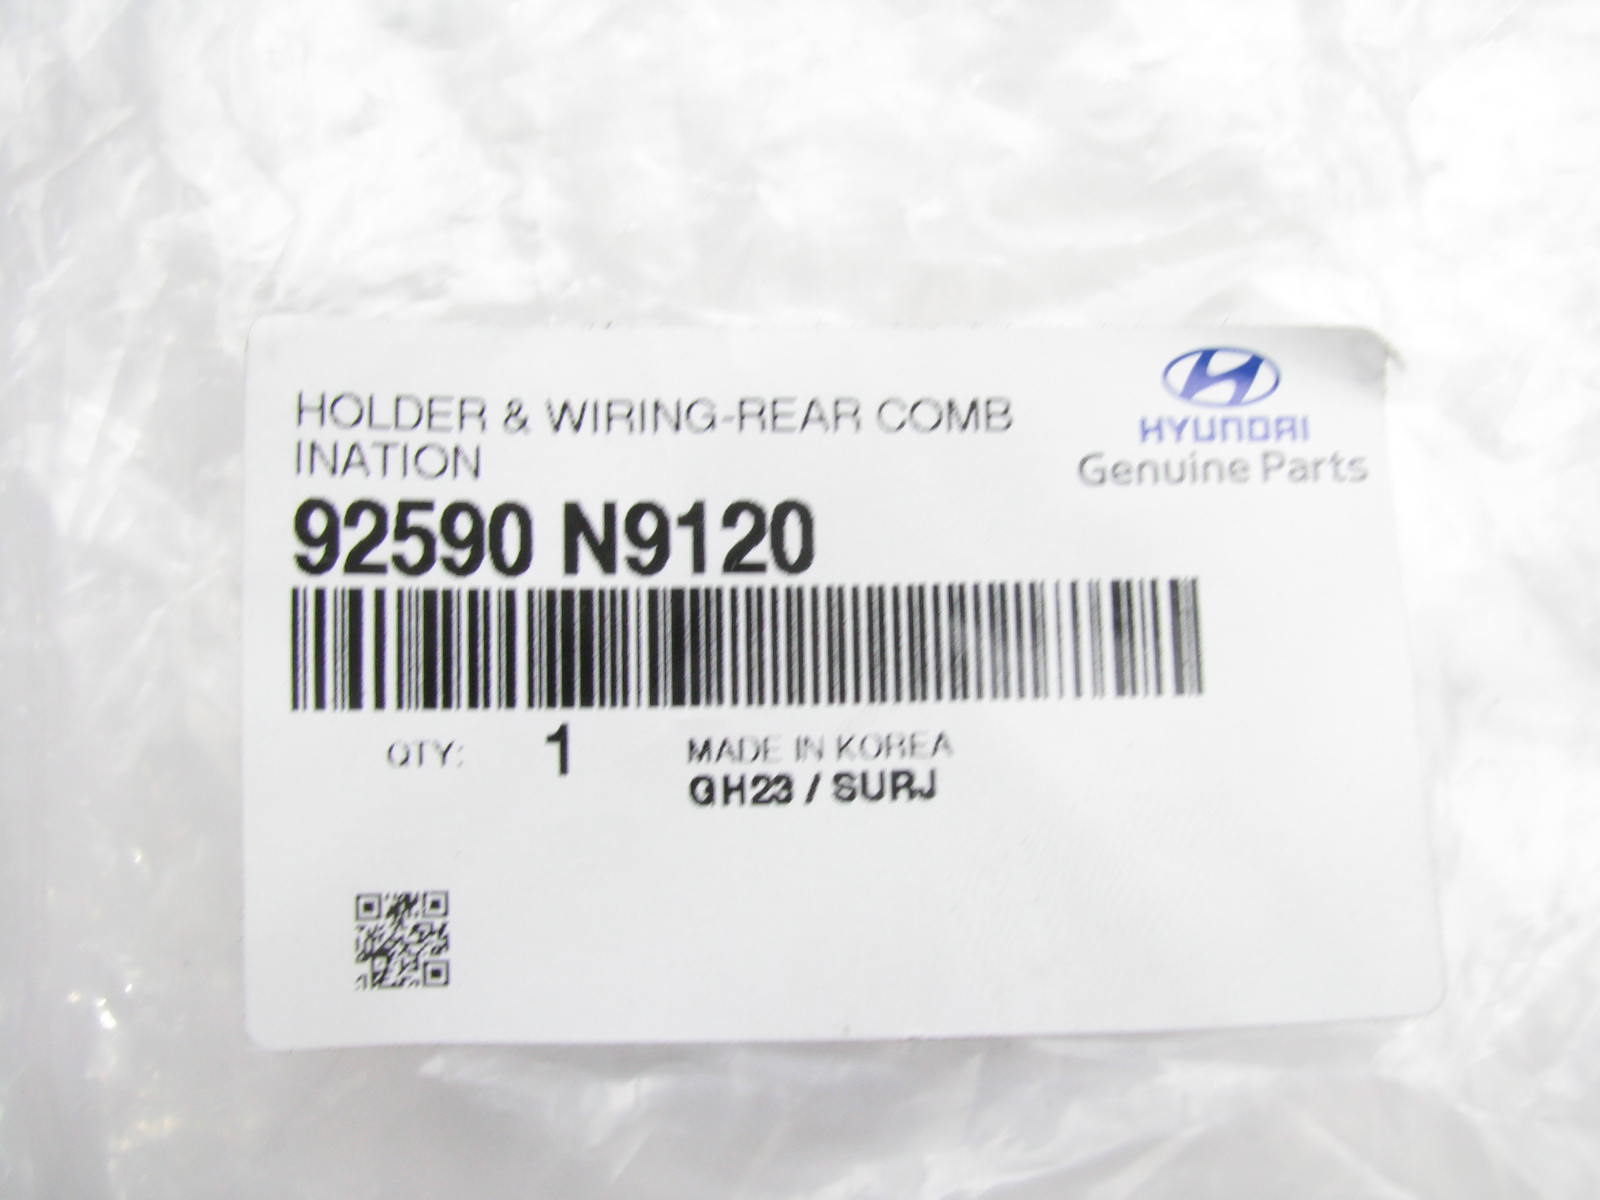 HOLDER & WIRING-REAR COMB
INATION
HYUNDAI
Genuine Parts
92590 N9120
QTY: 1
MADE IN KOREA
GH23 / SURJ